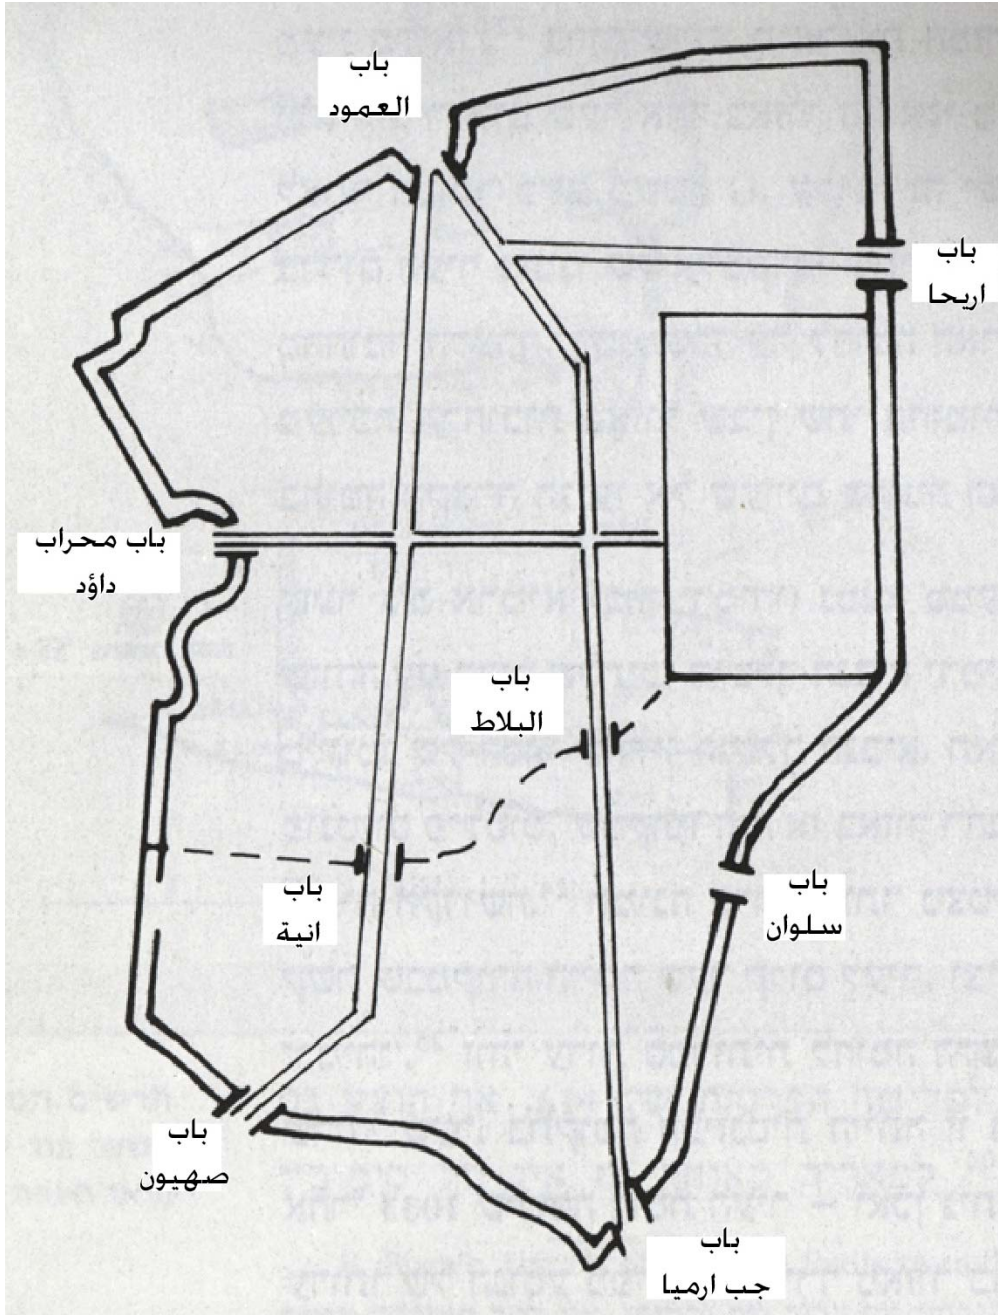 باب
العمود
باب
اريحا
باب محراب
داؤد
باب
البلاط
باب
انية
باب
سلوان
باب
صهيون
باب
جب ارميا